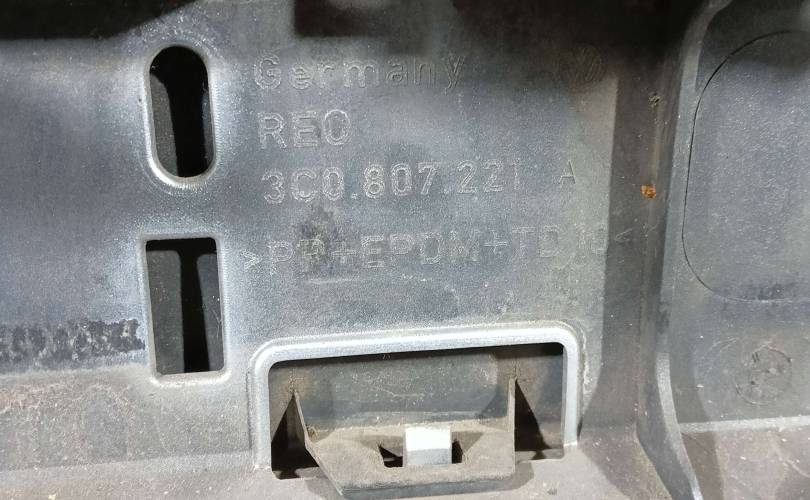 Germany
REO
3C0.807.221 A
>PP+EPDM+TD10<